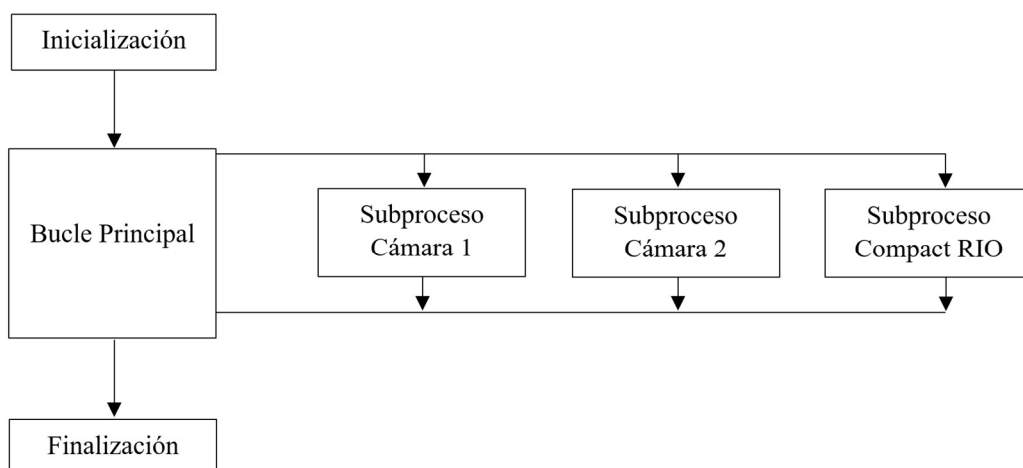 Inicialización
Bucle Principal
Subproceso
Cámara 1
Subproceso
Cámara 2
Subproceso
Compact RIO
Finalización